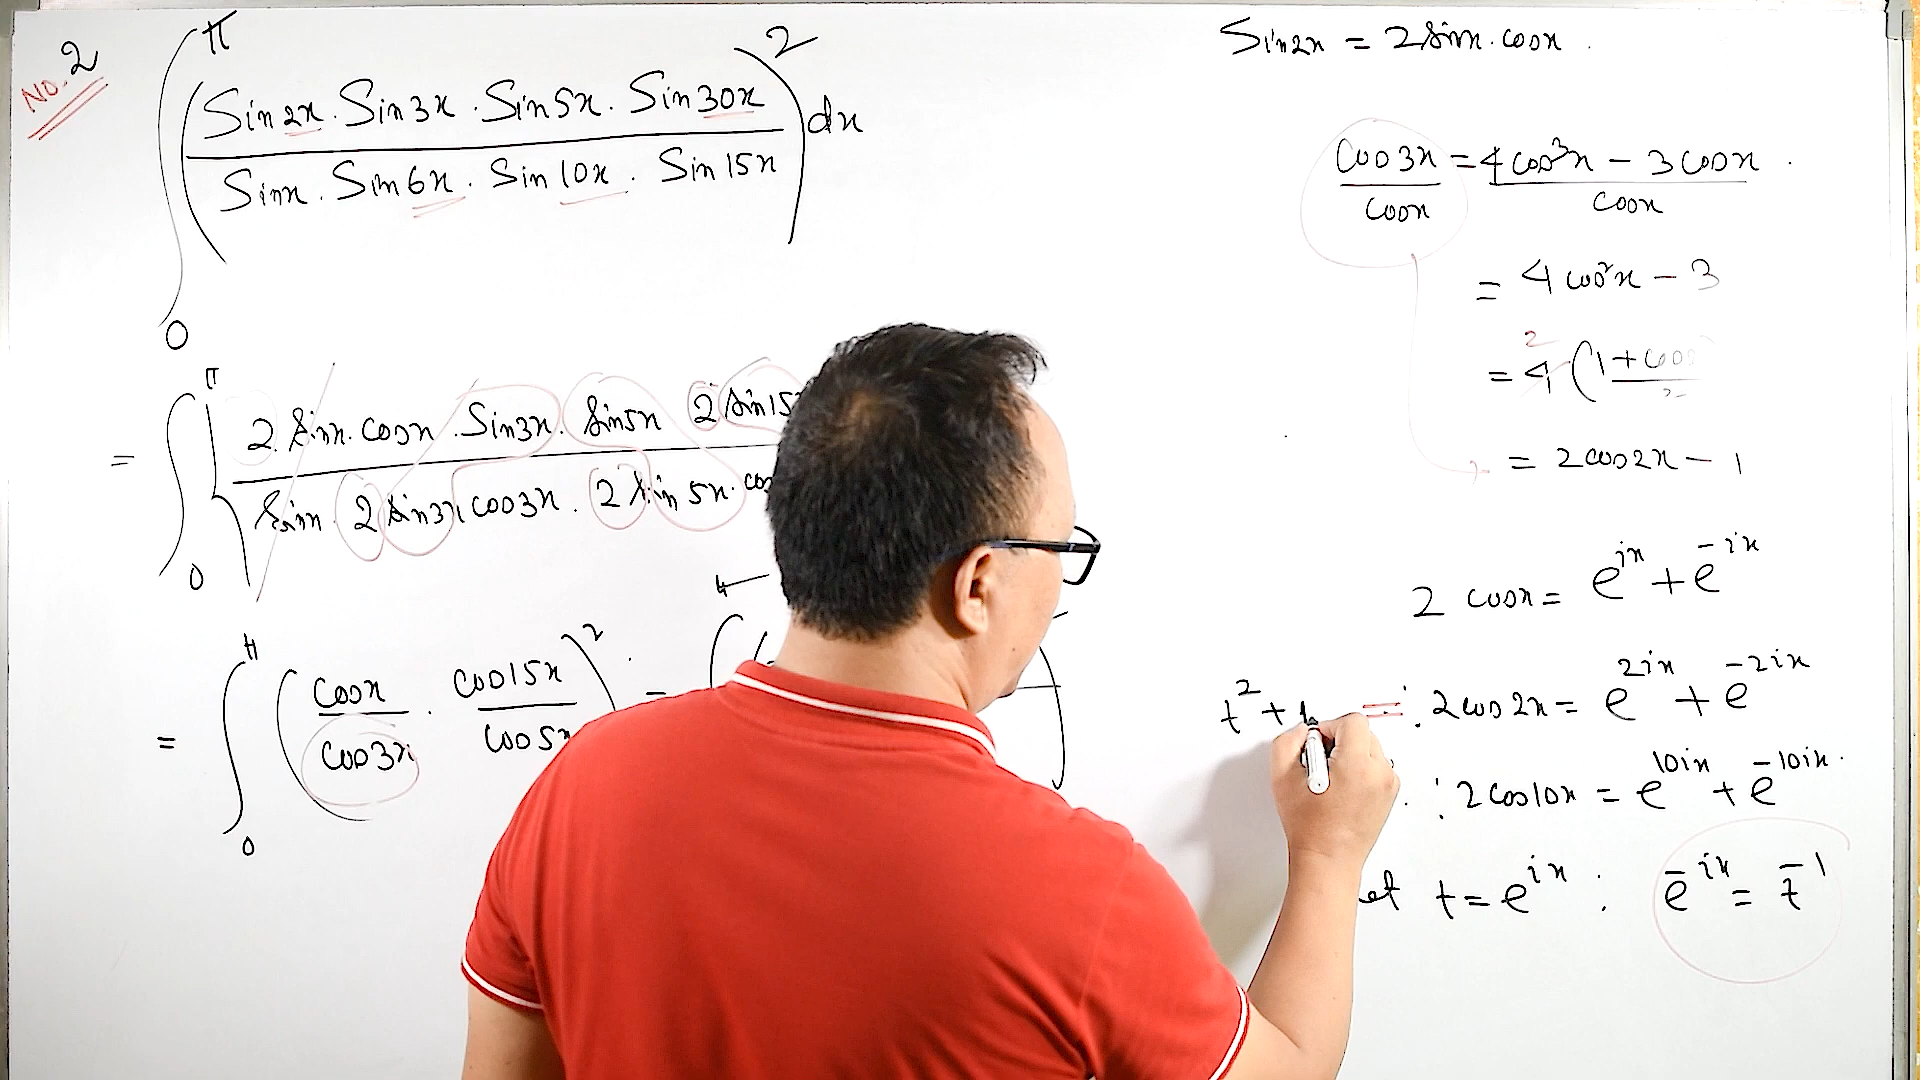 No. 2
∫₀^π ( (Sin2x · Sin3x · Sin5x · Sin30x) / (Sinx · Sin6x · Sin10x · Sin15x) )² dx
= ∫₀^π ( 2 sinx cosx · Sin3x · sin5x 2 sin15
sinx 2 sin3x cos3x · 2 sin5x · cos
= ∫₀^π ( cosx/cos3x · cos15x/cos5x )² =
Sin2x = 2sinx·cosx .
cos3x/cosx = (4cos³x − 3cosx)/cosx .
= 4cos²x − 3
= 4 2 (1+cos / 2
= 2cos2x − 1
2 cosx = e^{ix} + e^{-ix}
t² + : 2cos2x = e^{2ix} + e^{-2ix}
: 2cos10x = e^{10ix} + e^{-10ix} .
et t = e^{ix} : e^{-ix} = t^{-1}